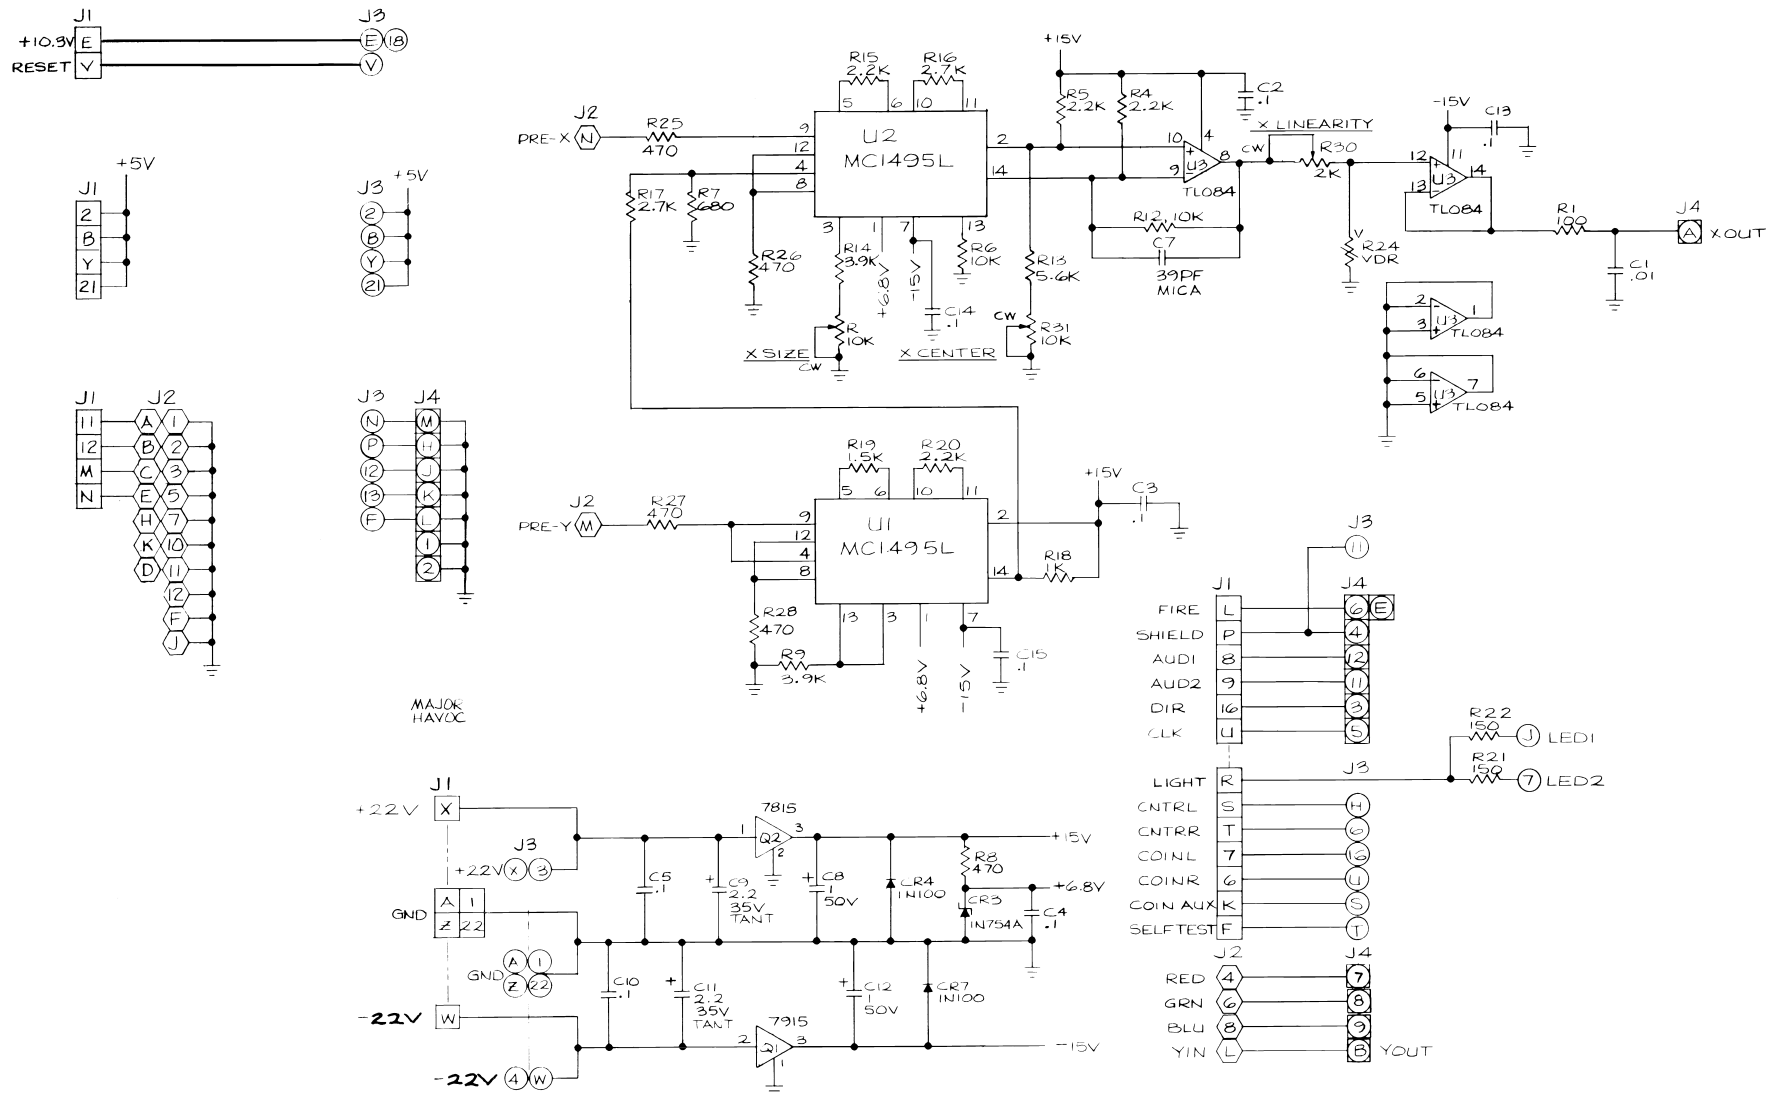 J1
J3
+10.3V E
E 18
RESET V
V
J1
+5V
2
B
Y
21
J3
+5V
2
B
Y
21
J1
J2
11 A 1
12 B 2
M C 3
N E 5
H 7
K 10
D 11
12
F
J
J3
J4
N M
P H
12 J
13 K
F L
1
2
MAJOR
HAVOC
J2
PRE-X N
R25
470
R15
2.2K
R16
2.7K
5 6 10 11
9
12
4
8
U2
MC1495L
2
14
3 1 7 13
R17
2.7K
R7
680
R26
470
R14
3.9K
+6.8V
-15V
C14
.1
R6
10K
R
10K
X SIZE
CW
R13
5.6K
CW
R31
10K
X CENTER
+15V
R5
2.2K
R4
2.2K
C2
.1
10
9
+
-
4
8
U3
TL084
R12, 10K
C7
39PF
MICA
X LINEARITY
CW
R30
2K
V
R24
VDR
-15V
C13
.1
12
13
+
-
11
14
U3
TL084
R1
100
C1
.01
J4
A XOUT
2
3
-
+
1
U3
TL084
6
5
-
+
7
U3
TL084
J2
PRE-Y M
R27
470
R19
1.5K
R20
2.2K
5 6 10 11
9
12
4
8
U1
MC1495L
2
14
13 3 1 7
R28
470
R9
3.9K
+6.8V
-15V
C15
.1
R18
1K
+15V
C3
.1
J3
11
J1
J4
FIRE L 6 E
SHIELD P 4
AUD1 8 12
AUD2 9 11
DIR 16 3
CLK U 5
R22
150
J LED1
R21
150
7 LED2
J3
LIGHT R
CNTRL S H
CNTRR T 6
COINL 7 16
COINR 6 U
COIN AUX K S
SELFTEST F T
J2
J4
RED 4 7
GRN 6 8
BLU 8 9
YIN L B YOUT
J1
+22V X
J3
+22V X 3
GND
A 1
Z 22
GND
A 1
Z 22
-22V W
-22V 4 W
C5
.1
+
C9
2.2
35V
TANT
7815
1
Q2
3
2
+
C8
1
50V
CR4
1N100
R8
470
+15V
+6.8V
CR3
1N754A
C4
.1
C10
.1
+
C11
2.2
35V
TANT
7915
2
Q1
3
1
+
C12
1
50V
CR7
1N100
-15V